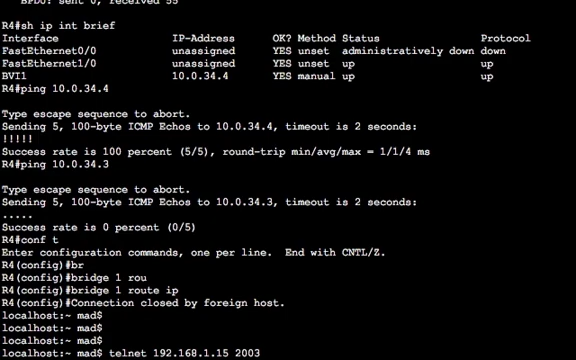 BPDU: sent 0, received 55
R4#sh ip int brief
Interface IP-Address OK? Method Status Protocol
FastEthernet0/0 unassigned YES unset administratively down down
FastEthernet1/0 unassigned YES unset up up
BVI1 10.0.34.4 YES manual up up
R4#ping 10.0.34.4
Type escape sequence to abort.
Sending 5, 100-byte ICMP Echos to 10.0.34.4, timeout is 2 seconds:
!!!!!
Success rate is 100 percent (5/5), round-trip min/avg/max = 1/1/4 ms
R4#ping 10.0.34.3
Type escape sequence to abort.
Sending 5, 100-byte ICMP Echos to 10.0.34.3, timeout is 2 seconds:
.....
Success rate is 0 percent (0/5)
R4#conf t
Enter configuration commands, one per line. End with CNTL/Z.
R4(config)#br
R4(config)#bridge 1 rou
R4(config)#bridge 1 route ip
R4(config)#Connection closed by foreign host.
localhost:~ mad$
localhost:~ mad$
localhost:~ mad$
localhost:~ mad$ telnet 192.168.1.15 2003